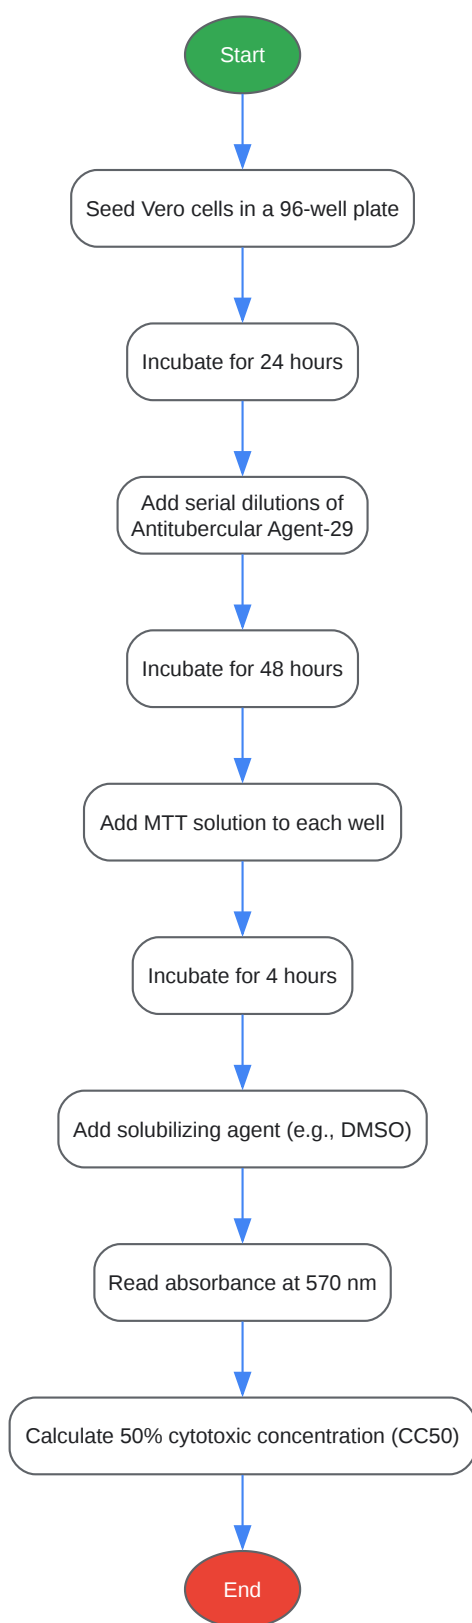 Start
Seed Vero cells in a 96-well plate
Incubate for 24 hours
Add serial dilutions of
Antitubercular Agent-29
Incubate for 48 hours
Add MTT solution to each well
Incubate for 4 hours
Add solubilizing agent (e.g., DMSO)
Read absorbance at 570 nm
Calculate 50% cytotoxic concentration (CC50)
End